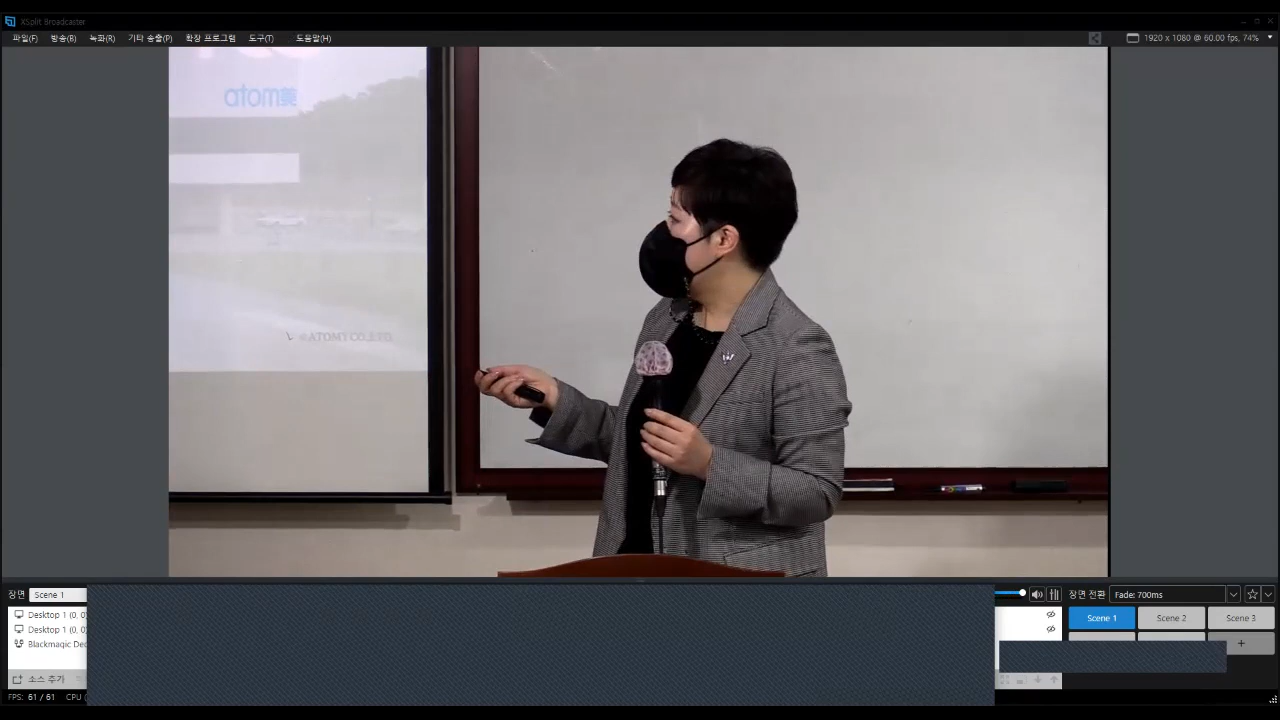 XSplit Broadcaster
파일(F) 방송(B) 녹화(R) 기타 송출(P) 확장 프로그램 도구(T) 도움말(H)
1920 x 1080 @ 60.00 fps, 74%
atom美
©ATOMY CO.,LTD.
장면 Scene 1
장면 전환 Fade: 700ms
Desktop 1 (0, 0)
Desktop 1 (0, 0)
Blackmagic Dec
Scene 1 Scene 2 Scene 3
+
소스 추가
FPS: 61 / 61 CPU (